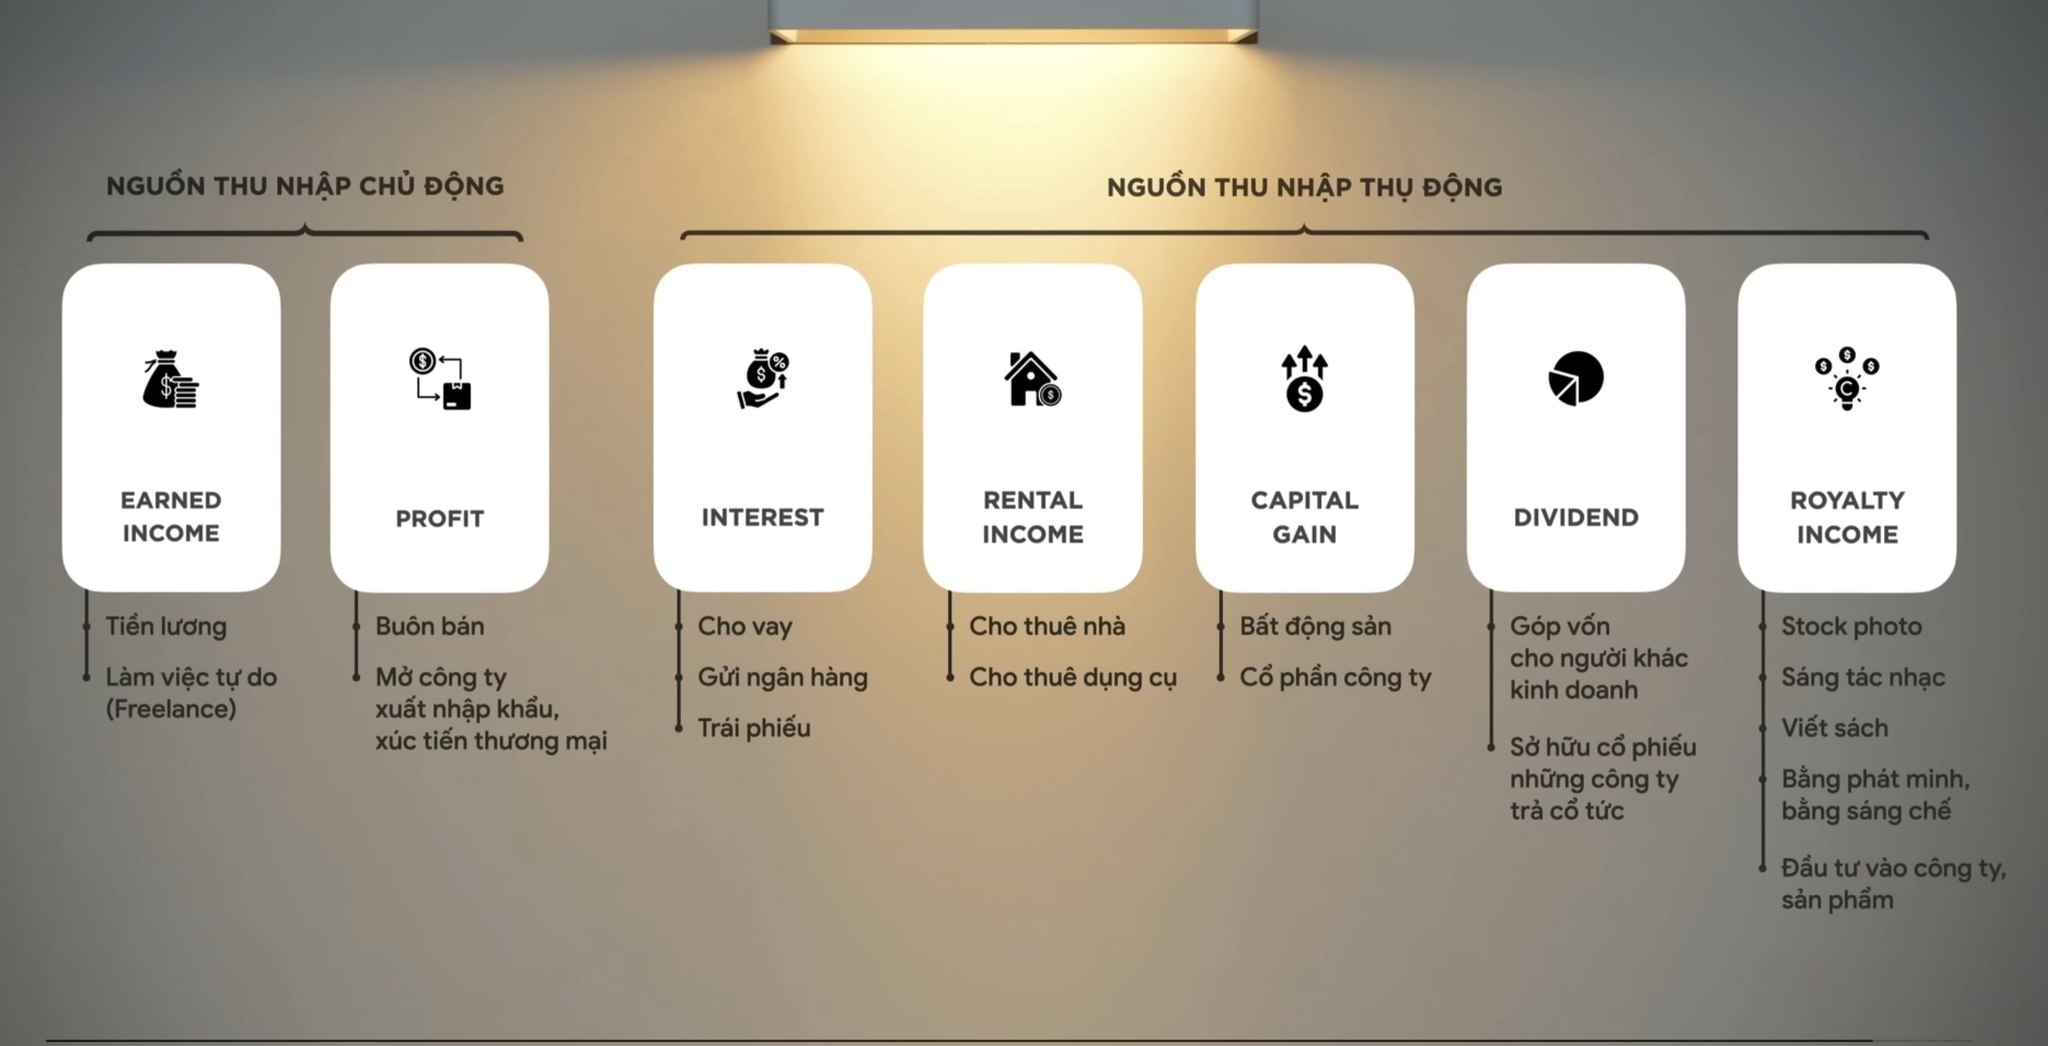 NGUỒN THU NHẬP CHỦ ĐỘNG
NGUỒN THU NHẬP THỤ ĐỘNG
EARNED
INCOME
Tiền lương
Làm việc tự do
(Freelance)
PROFIT
Buôn bán
Mở công ty
xuất nhập khẩu,
xúc tiến thương mại
INTEREST
Cho vay
Gửi ngân hàng
Trái phiếu
RENTAL
INCOME
Cho thuê nhà
Cho thuê dụng cụ
CAPITAL
GAIN
Bất động sản
Cổ phần công ty
DIVIDEND
Góp vốn
cho người khác
kinh doanh
Sở hữu cổ phiếu
những công ty
trả cổ tức
ROYALTY
INCOME
Stock photo
Sáng tác nhạc
Viết sách
Bằng phát minh,
bằng sáng chế
Đầu tư vào công ty,
sản phẩm